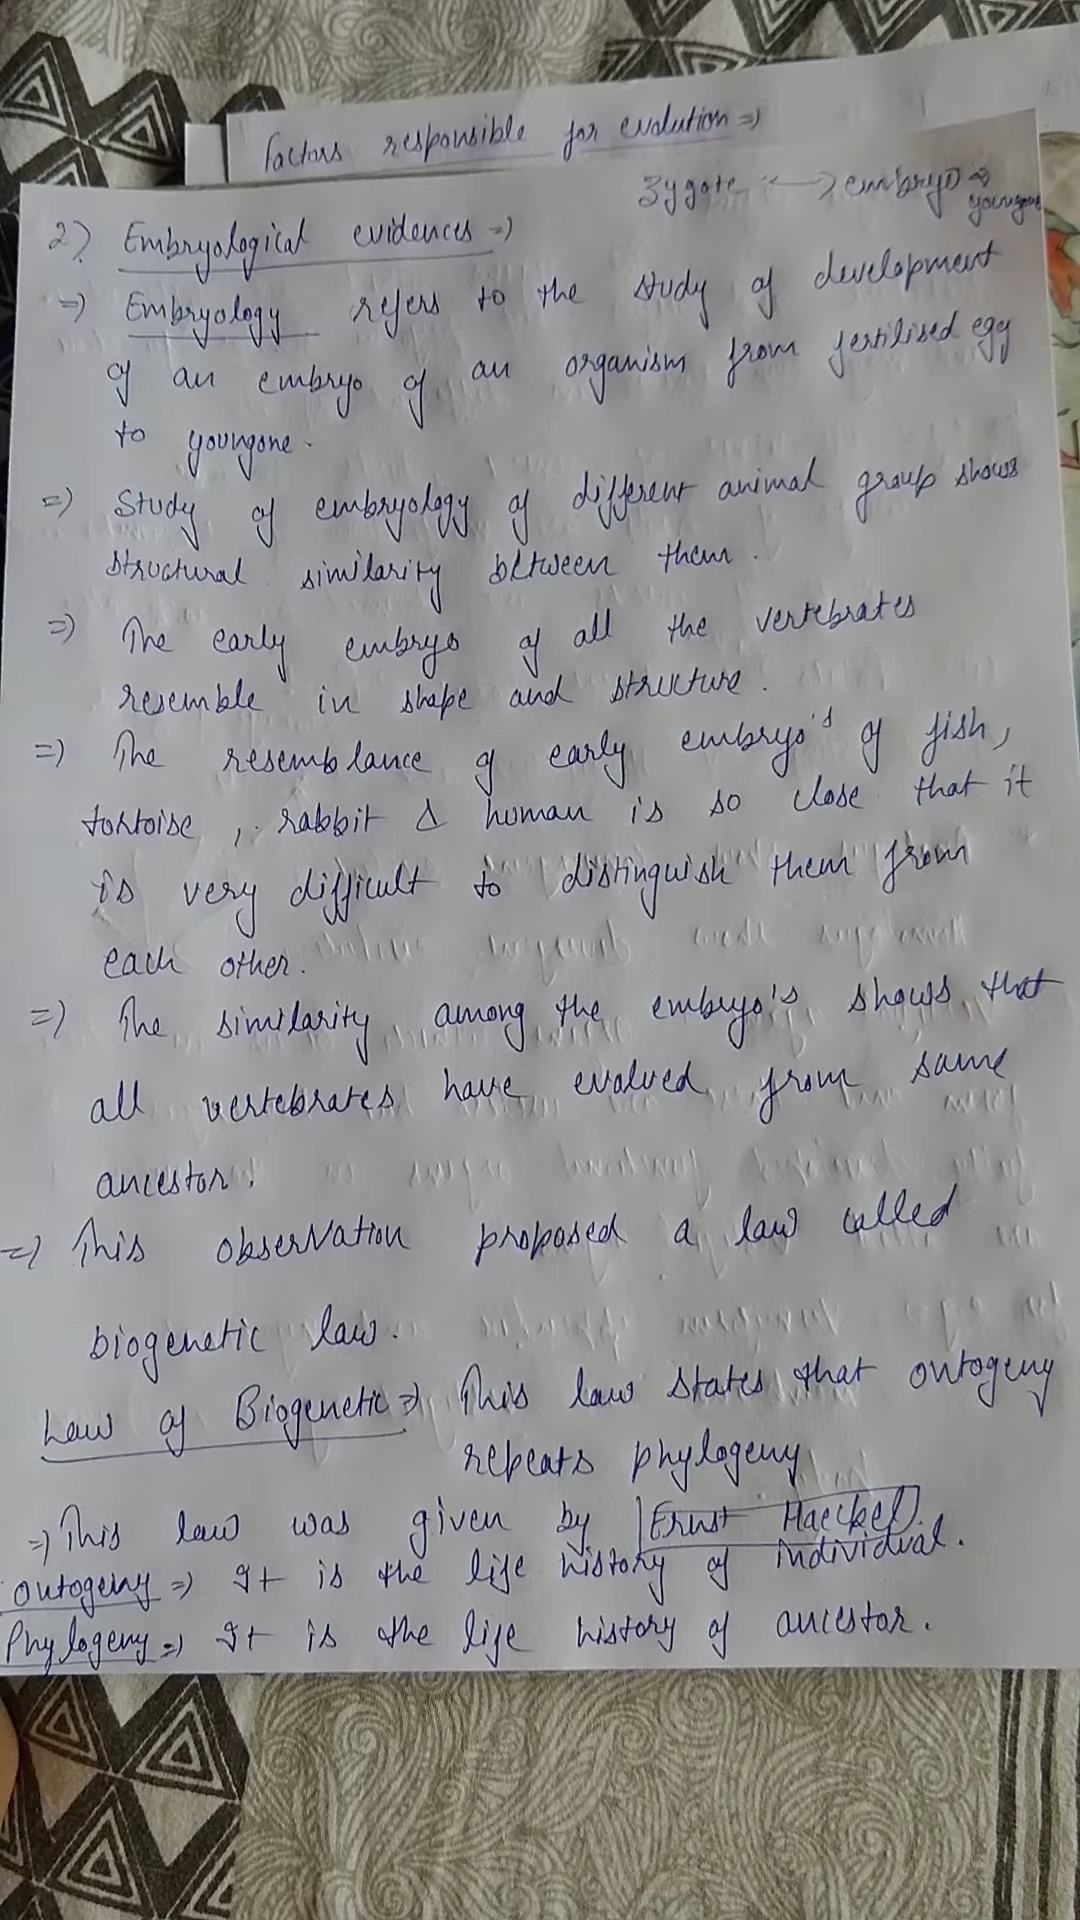 factors responsible for evolution =>
Zygote → embryo →
youngone
2) Embryological evidences =>
=> Embryology refers to the study of development
of an embryo of an organism from fertilised egg
to youngone.
=> Study of embryology of different animal group shows
structural similarity between them.
=> The early embryo of all the vertebrates
resemble in shape and structure.
=> The resemblance of early embryo's of fish,
tortoise, rabbit & human is so close that it
is very difficult to distinguish them from
each other.
=> The similarity among the embryo's shows that
all vertebrates have evolved from same
ancestor.
=> This observation proposed a law called
biogenetic law.
Law of Biogenetic => This law states that ontogeny
repeats phylogeny
=> This law was given by Ernst Haeckel.
Ontogeny => It is the life history of individual.
Phylogeny => It is the life history of ancestor.